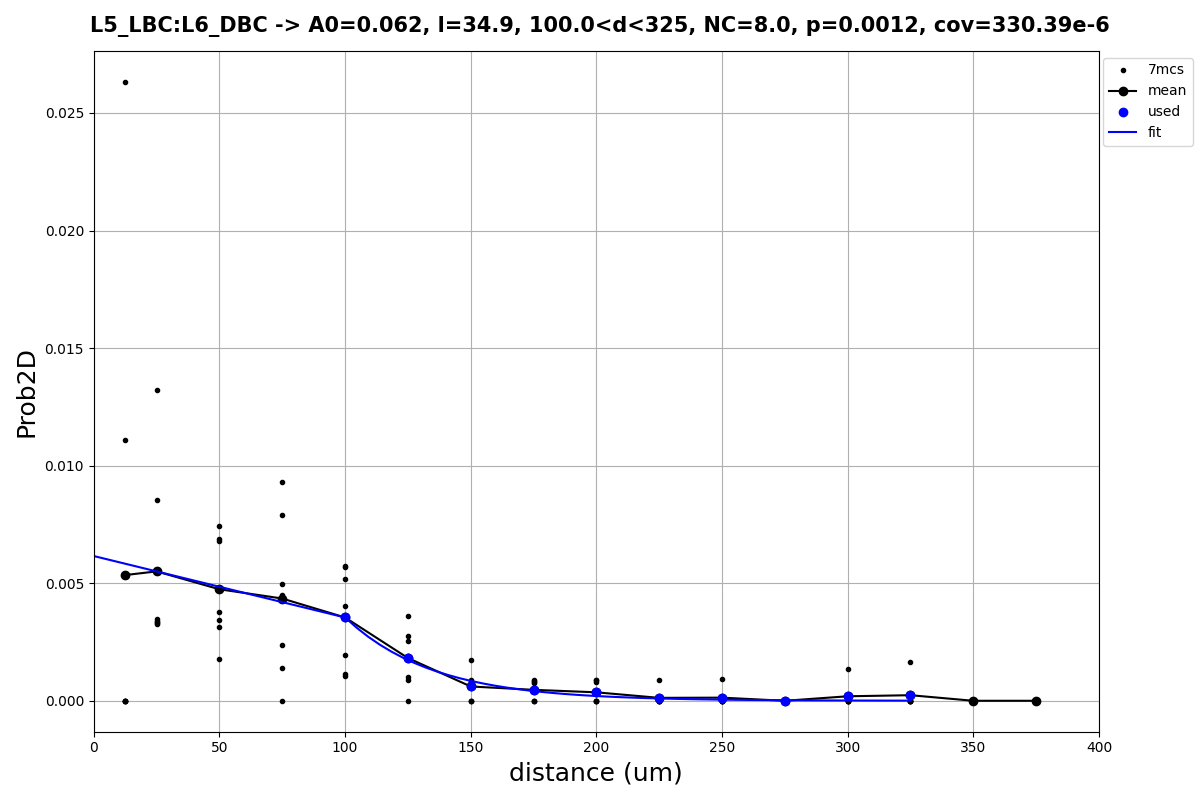 L5_LBC:L6_DBC -> A0=0.062, l=34.9, 100.0<d<325, NC=8.0, p=0.0012, cov=330.39e-6
7mcs
mean
used
fit
Prob2D
0.025
0.020
0.015
0.010
0.005
0.000
0 50 100 150 200 250 300 350 400
distance (um)